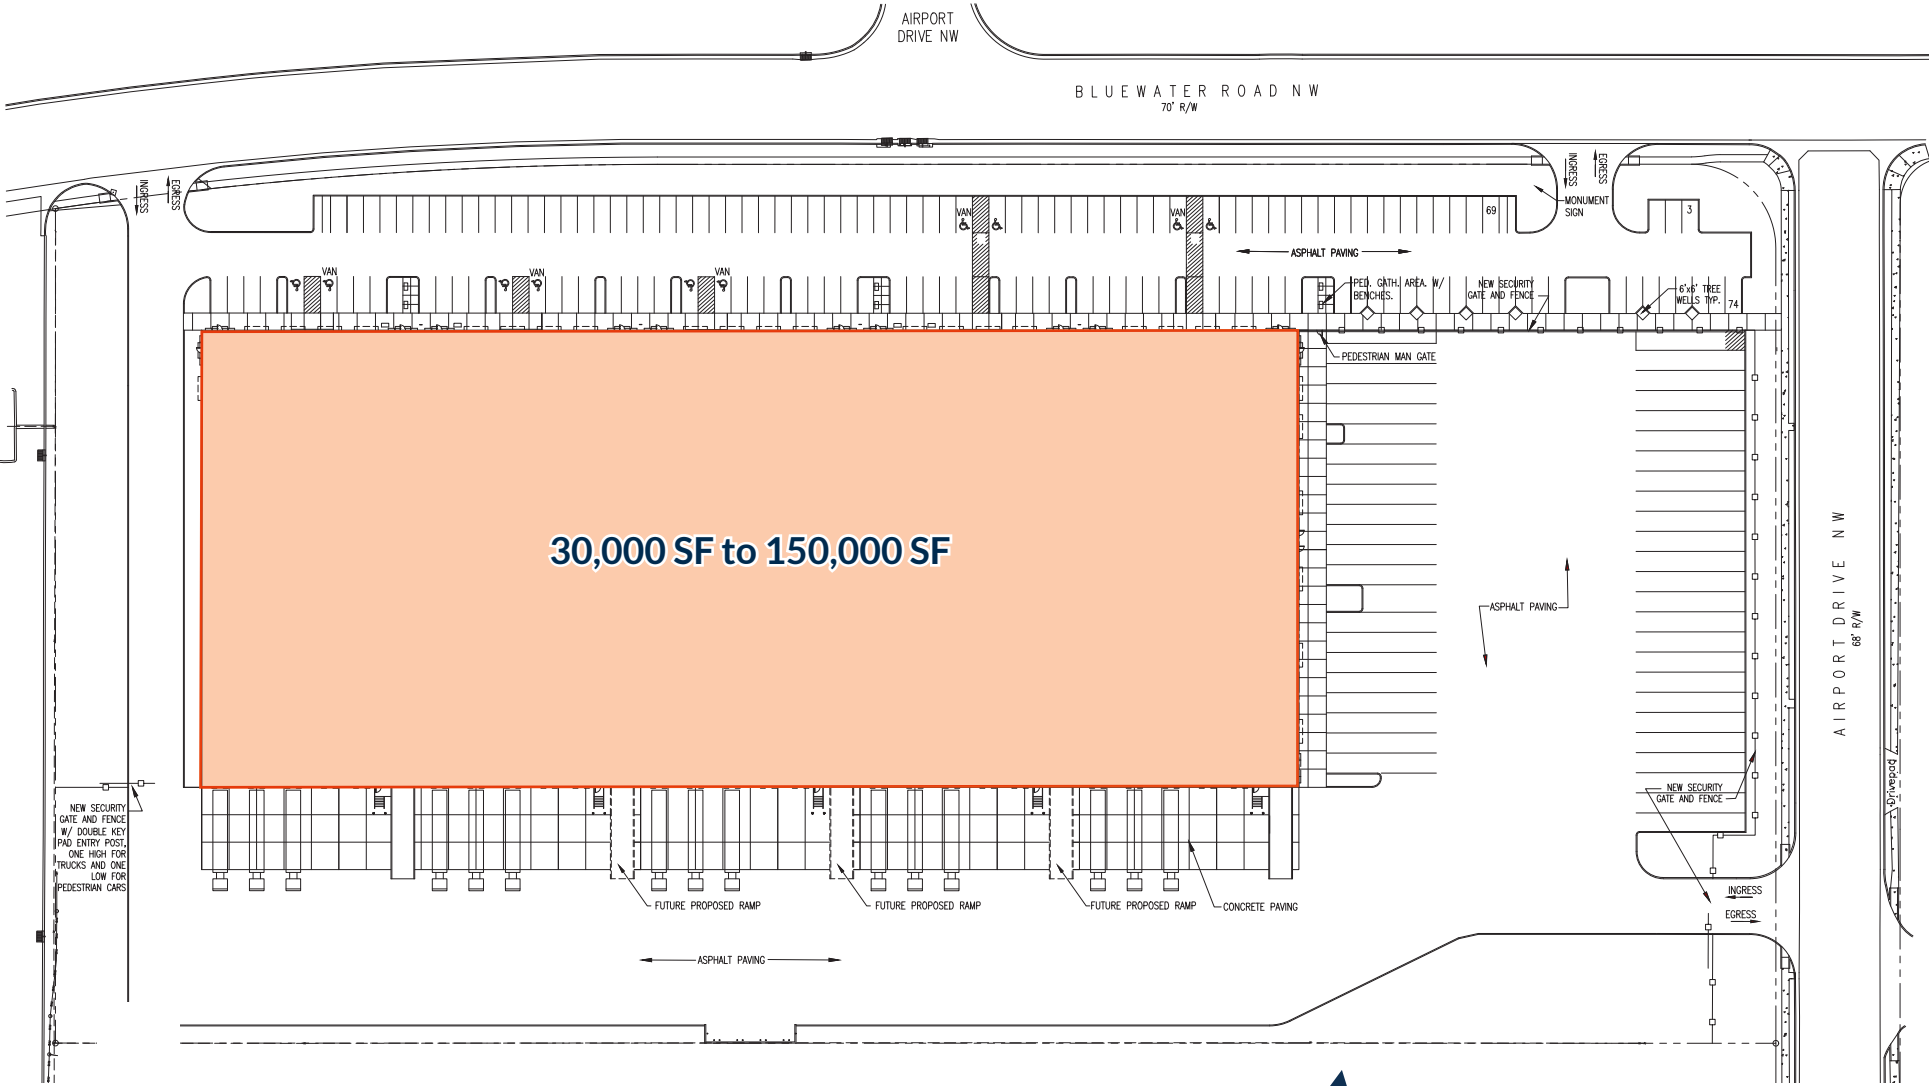 AIRPORT
DRIVE NW
BLUEWATER ROAD NW
70' R/W
INGRESS
EGRESS
INGRESS
EGRESS
MONUMENT
SIGN
VAN
VAN
69
3
ASPHALT PAVING
VAN
VAN
VAN
PED. GATH. AREA. W/
BENCHES.
NEW SECURITY
GATE AND FENCE
6'x6' TREE
WELLS TYP.
74
PEDESTRIAN MAN GATE
30,000 SF to 150,000 SF
ASPHALT PAVING
AIRPORT DRIVE NW
68' R/W
Drivepad
NEW SECURITY
GATE AND FENCE
W/ DOUBLE KEY
PAD ENTRY POST,
ONE HIGH FOR
TRUCKS AND ONE
LOW FOR
PEDESTRIAN CARS
NEW SECURITY
GATE AND FENCE
FUTURE PROPOSED RAMP
FUTURE PROPOSED RAMP
FUTURE PROPOSED RAMP
CONCRETE PAVING
INGRESS
EGRESS
ASPHALT PAVING